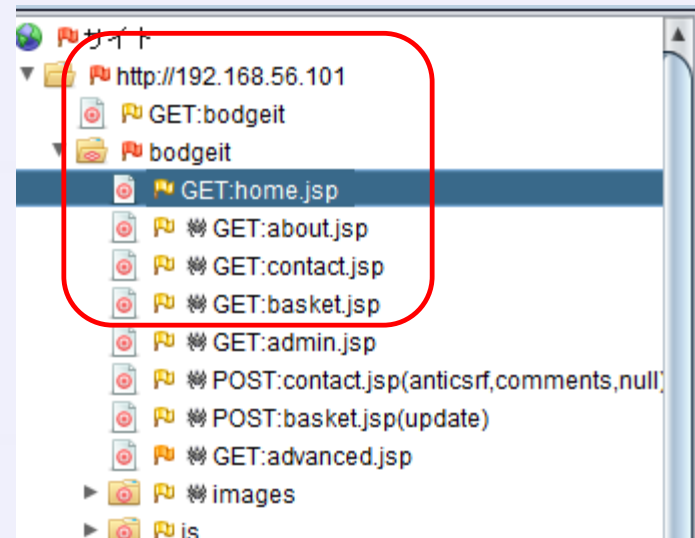 サイト
http://192.168.56.101
GET:bodgeit
bodgeit
GET:home.jsp
GET:about.jsp
GET:contact.jsp
GET:basket.jsp
GET:admin.jsp
POST:contact.jsp(anticsrf,comments,null)
POST:basket.jsp(update)
GET:advanced.jsp
images
js